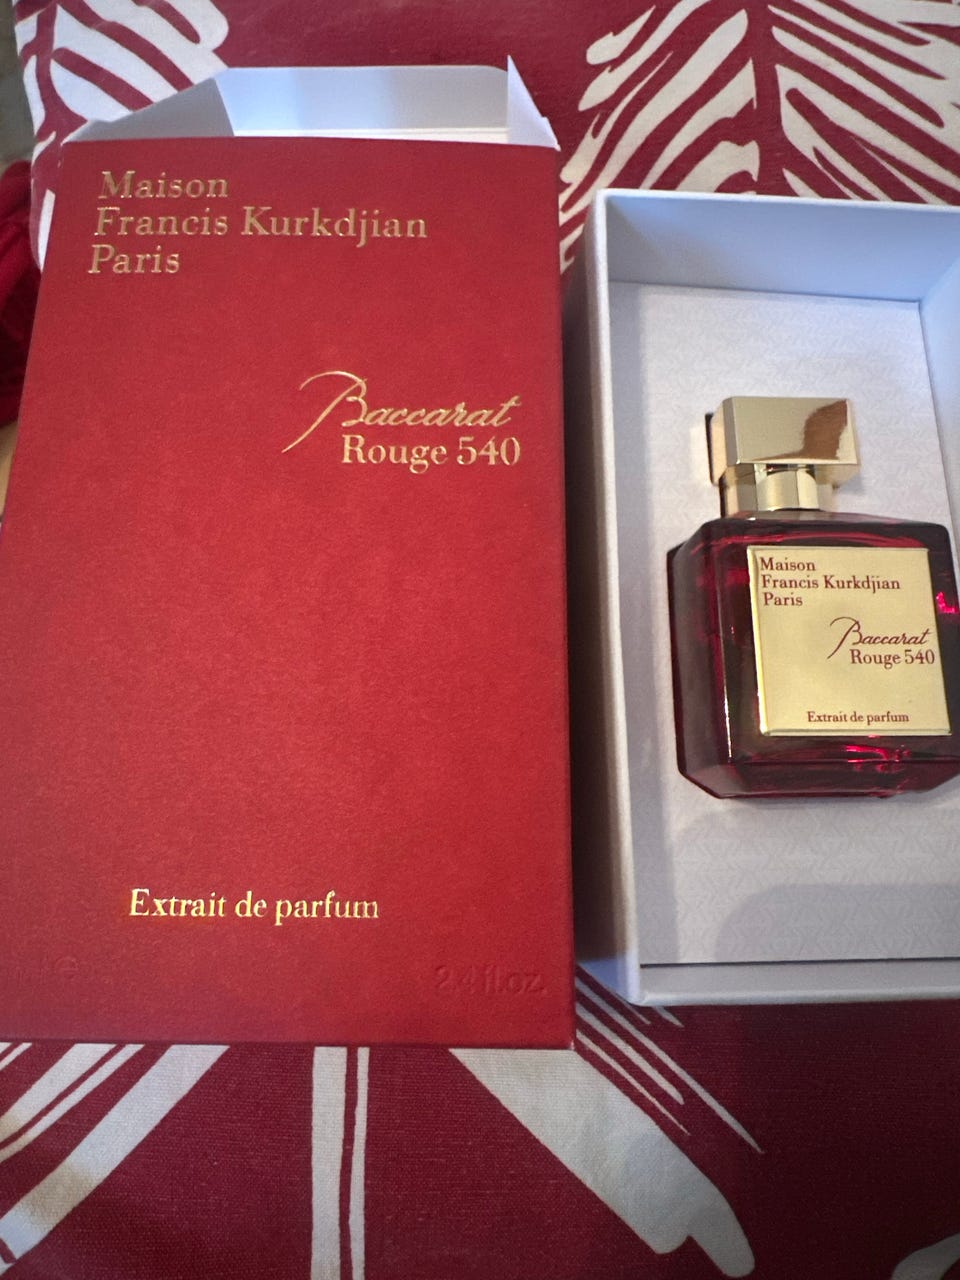 Maison
Francis Kurkdjian
Paris
Baccarat
Rouge 540
Extrait de parfum
2.4 fl.oz.
Maison
Francis Kurkdjian
Paris
Baccarat
Rouge 540
Extrait de parfum